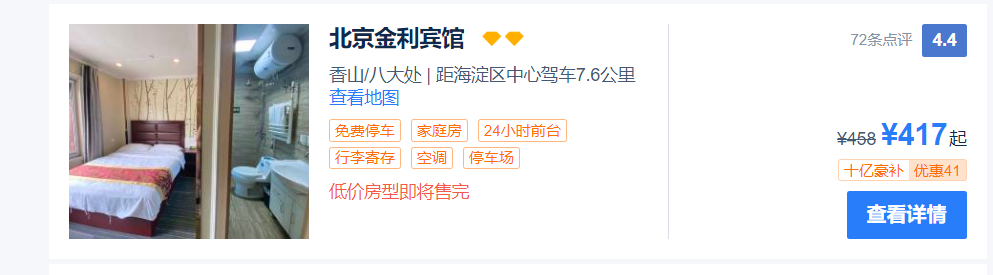 北京金利宾馆
香山/八大处 | 距海淀区中心驾车7.6公里
查看地图
免费停车 家庭房 24小时前台
行李寄存 空调 停车场
低价房型即将售完
72条点评 4.4
¥458 ¥417起
十亿豪补 优惠41
查看详情